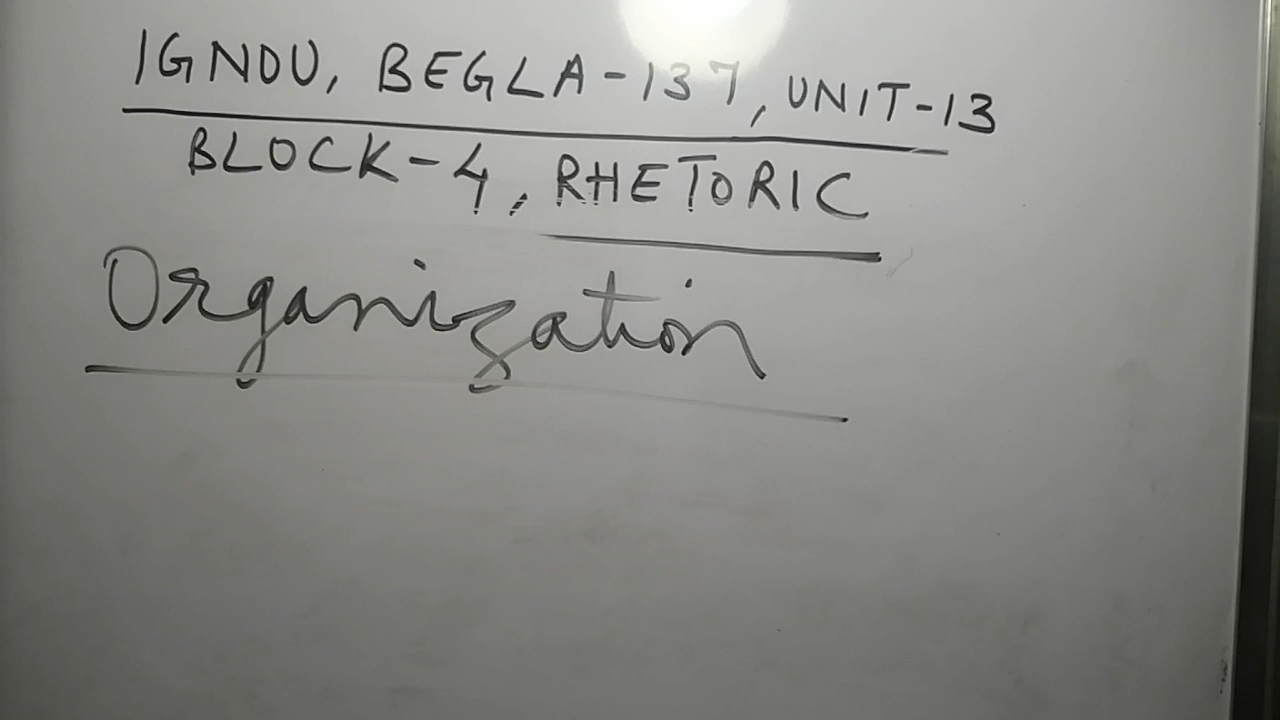 IGNOU, BEGLA-137, UNIT-13
BLOCK-4, RHETORIC
Organization